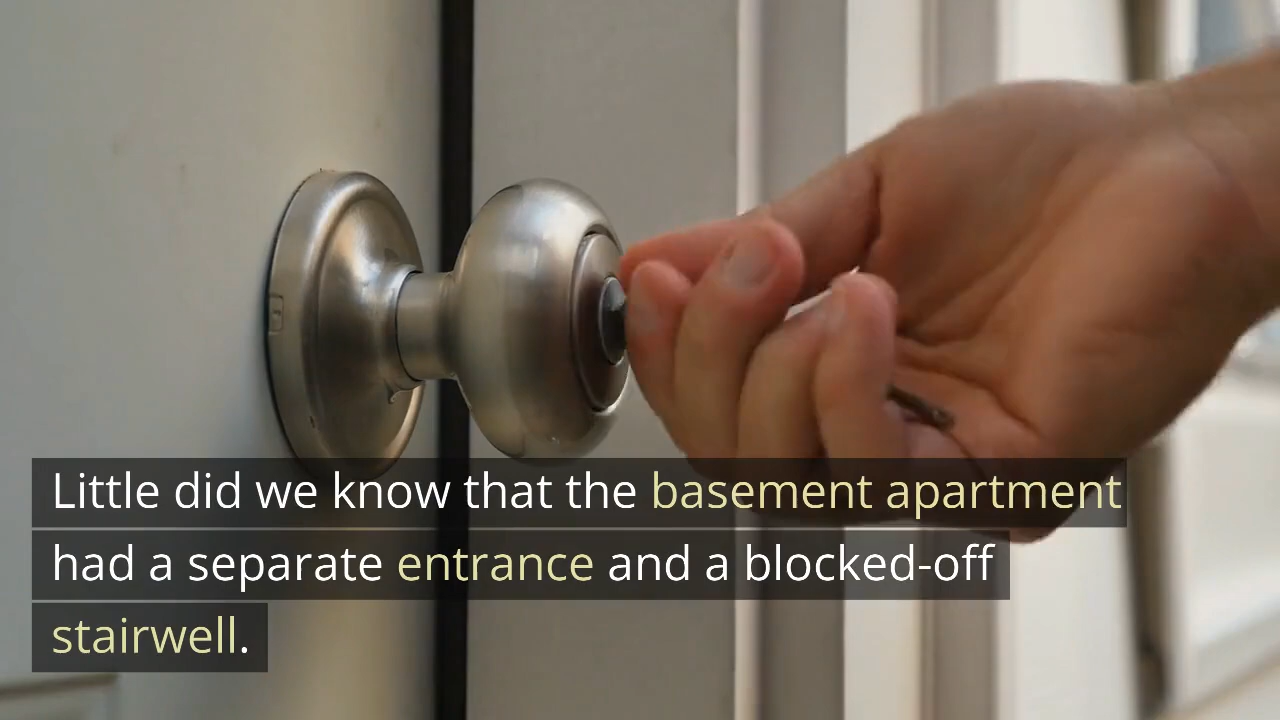 Little did we know that the basement apartment
had a separate entrance and a blocked-off
stairwell.